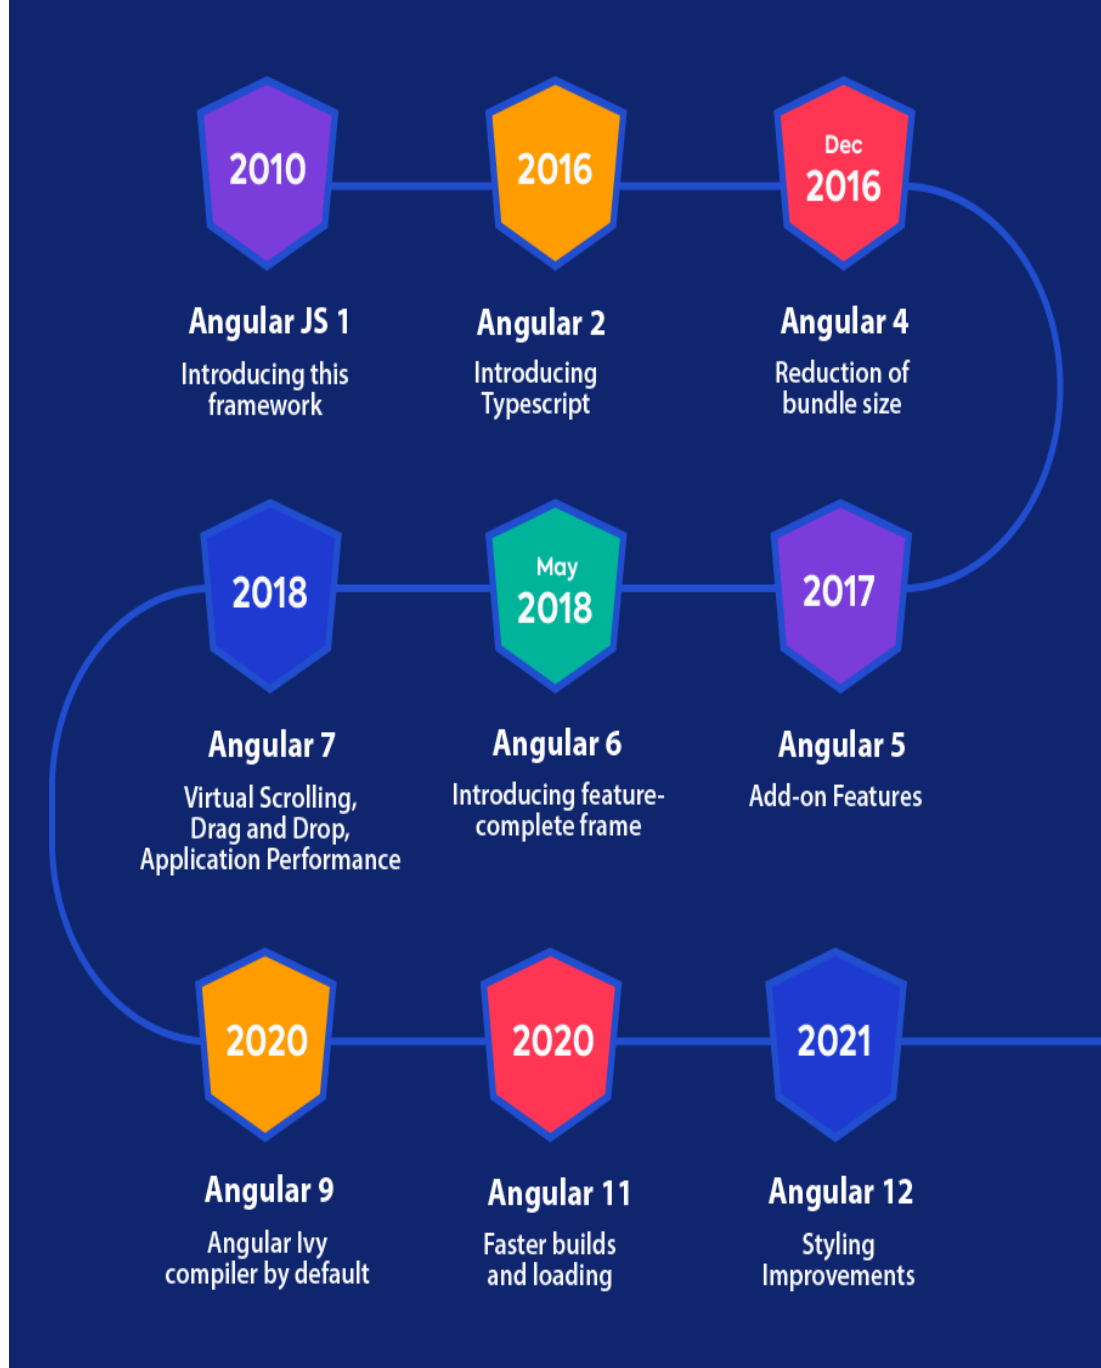 2010
2016
Dec
2016
Angular JS 1
Introducing this
framework
Angular 2
Introducing
Typescript
Angular 4
Reduction of
bundle size
2018
May
2018
2017
Angular 7
Virtual Scrolling,
Drag and Drop,
Application Performance
Angular 6
Introducing feature-
complete frame
Angular 5
Add-on Features
2020
2020
2021
Angular 9
Angular Ivy
compiler by default
Angular 11
Faster builds
and loading
Angular 12
Styling
Improvements